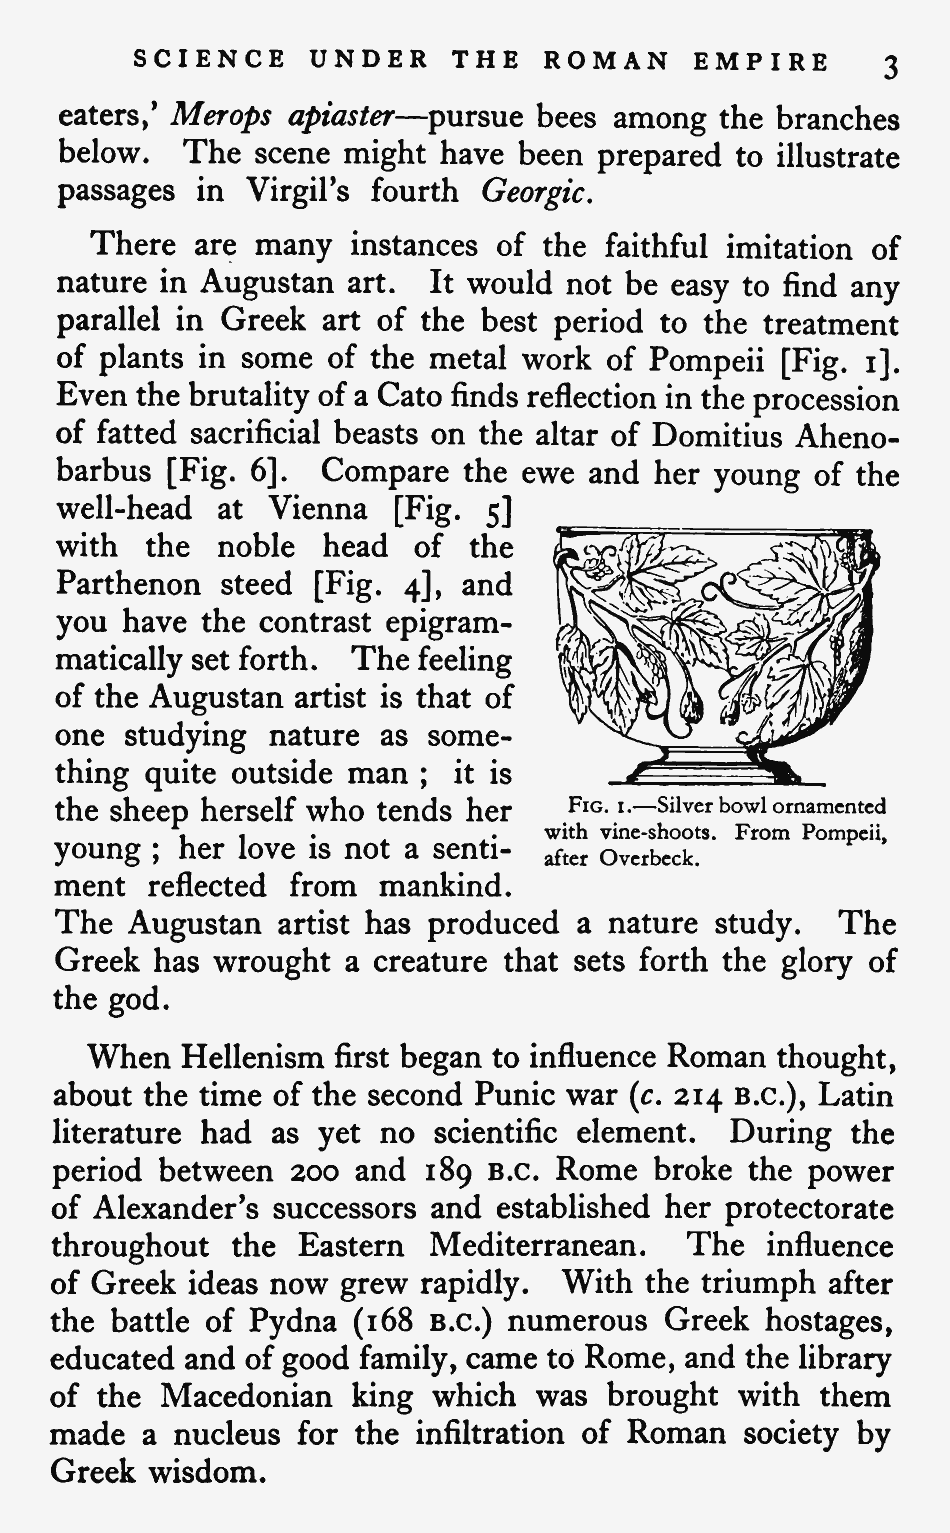 SCIENCE UNDER THE ROMAN EMPIRE 3
eaters,’ Merops apiaster—pursue bees among the branches
below. The scene might have been prepared to illustrate
passages in Virgil’s fourth Georgic.
There are many instances of the faithful imitation of
nature in Augustan art. It would not be easy to find any
parallel in Greek art of the best period to the treatment
of plants in some of the metal work of Pompeii [Fig. 1].
Even the brutality of a Cato finds reflection in the procession
of fatted sacrificial beasts on the altar of Domitius Aheno-
barbus [Fig. 6]. Compare the ewe and her young of the
well-head at Vienna [Fig. 5]
with the noble head of the
Parthenon steed [Fig. 4], and
you have the contrast epigram-
matically set forth. The feeling
of the Augustan artist is that of
one studying nature as some-
thing quite outside man ; it is
the sheep herself who tends her
young ; her love is not a senti-
ment reflected from mankind.
FIG. 1.—Silver bowl ornamented
with vine-shoots. From Pompeii,
after Overbeck.
The Augustan artist has produced a nature study. The
Greek has wrought a creature that sets forth the glory of
the god.
When Hellenism first began to influence Roman thought,
about the time of the second Punic war (c. 214 B.C.), Latin
literature had as yet no scientific element. During the
period between 200 and 189 B.C. Rome broke the power
of Alexander’s successors and established her protectorate
throughout the Eastern Mediterranean. The influence
of Greek ideas now grew rapidly. With the triumph after
the battle of Pydna (168 B.C.) numerous Greek hostages,
educated and of good family, came to Rome, and the library
of the Macedonian king which was brought with them
made a nucleus for the infiltration of Roman society by
Greek wisdom.